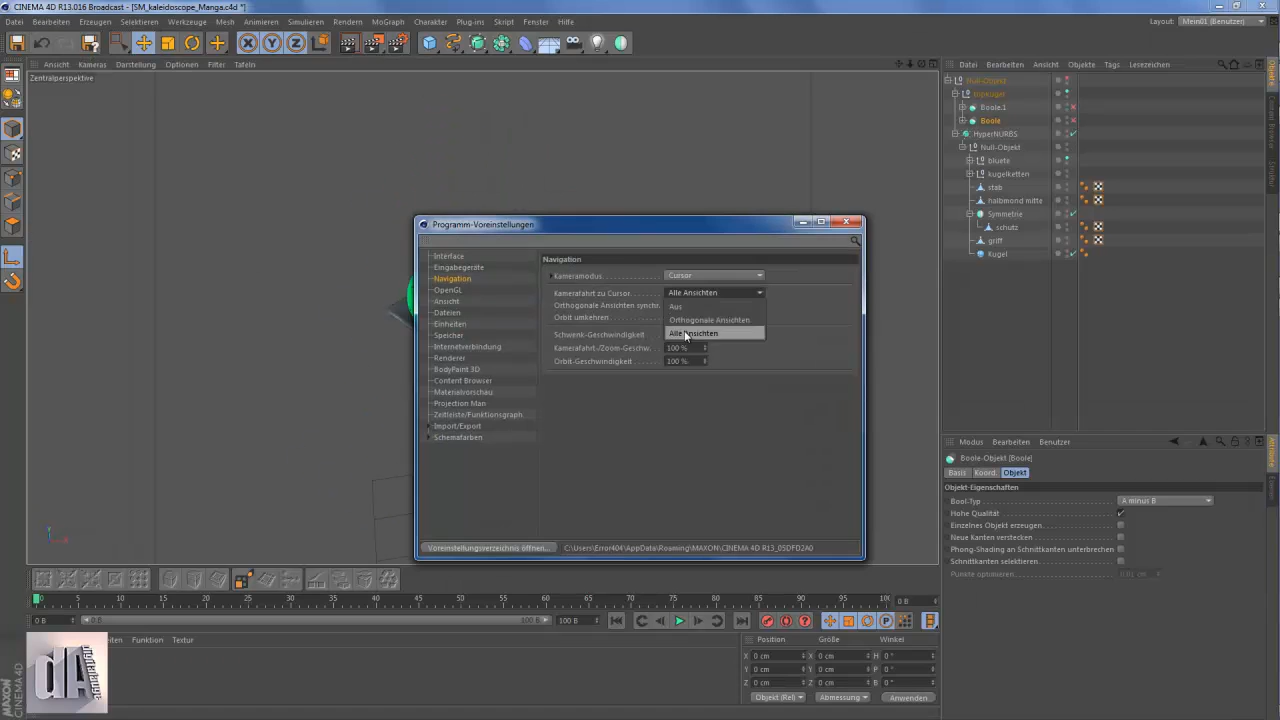 CINEMA 4D R13.016 Broadcast - [SM_kaleidoscope_Manga.c4d *]
Datei Bearbeiten Erzeugen Selektieren Werkzeuge Mesh Animieren Simulieren Rendern MoGraph Charakter Plug-ins Skript Fenster Hilfe
Layout: Mein01 (Benutzer)
Ansicht Kameras Darstellung Optionen Filter Tafeln
Zentralperspektive
Datei Bearbeiten Ansicht Objekte Tags Lesezeichen
Null-Objekt
Boole.1
Boole
HyperNURBS
Null-Objekt
bluete
kugelketten
stab
halbmond mitte
Symmetrie
schutz
griff
Kugel
Programm-Voreinstellungen
Interface
Eingabegeräte
Navigation
OpenGL
Ansicht
Dateien
Einheiten
Speicher
Internetverbindung
Renderer
BodyPaint 3D
Content Browser
Materialvorschau
Projection Man
Zeitleiste/Funktionsgraph
Import/Export
Schemafarben
Navigation
Kameramodus Cursor
Kamerafahrt zu Cursor Alle Ansichten
Orthogonale Ansichten synchr.
Orbit umkehren
Aus
Orthogonale Ansichten
Alle Ansichten
Schwenk-Geschwindigkeit
Kamerafahrt-/Zoom-Geschw. 100 %
Orbit-Geschwindigkeit 100 %
Voreinstellungsverzeichnis öffnen... C:\Users\Error404\AppData\Roaming\MAXON\CINEMA 4D R13_05DFD2A0
Modus Bearbeiten Benutzer
Boole-Objekt [Boole]
Basis Koord. Objekt
Objekt-Eigenschaften
Bool-Typ A minus B
Hohe Qualität
Einzelnes Objekt erzeugen
Neue Kanten verstecken
Phong-Shading an Schnittkanten unterbrechen
Schnittkanten selektieren
Punkte optimieren 0.01 cm
0 5 10 15 20 25 30 35 40 45 50 55 60 65 70 75 80 85 90 95 10
0 B
0 B 0 B 100 B 100 B
Funktion Textur
Position Größe Winkel
X 0 cm X 0 cm H 0 °
Y 0 cm Y 0 cm P 0 °
Z 0 cm Z 0 cm B 0 °
Objekt (Rel) Abmessung Anwenden
MAXON
CINEMA 4D
dA